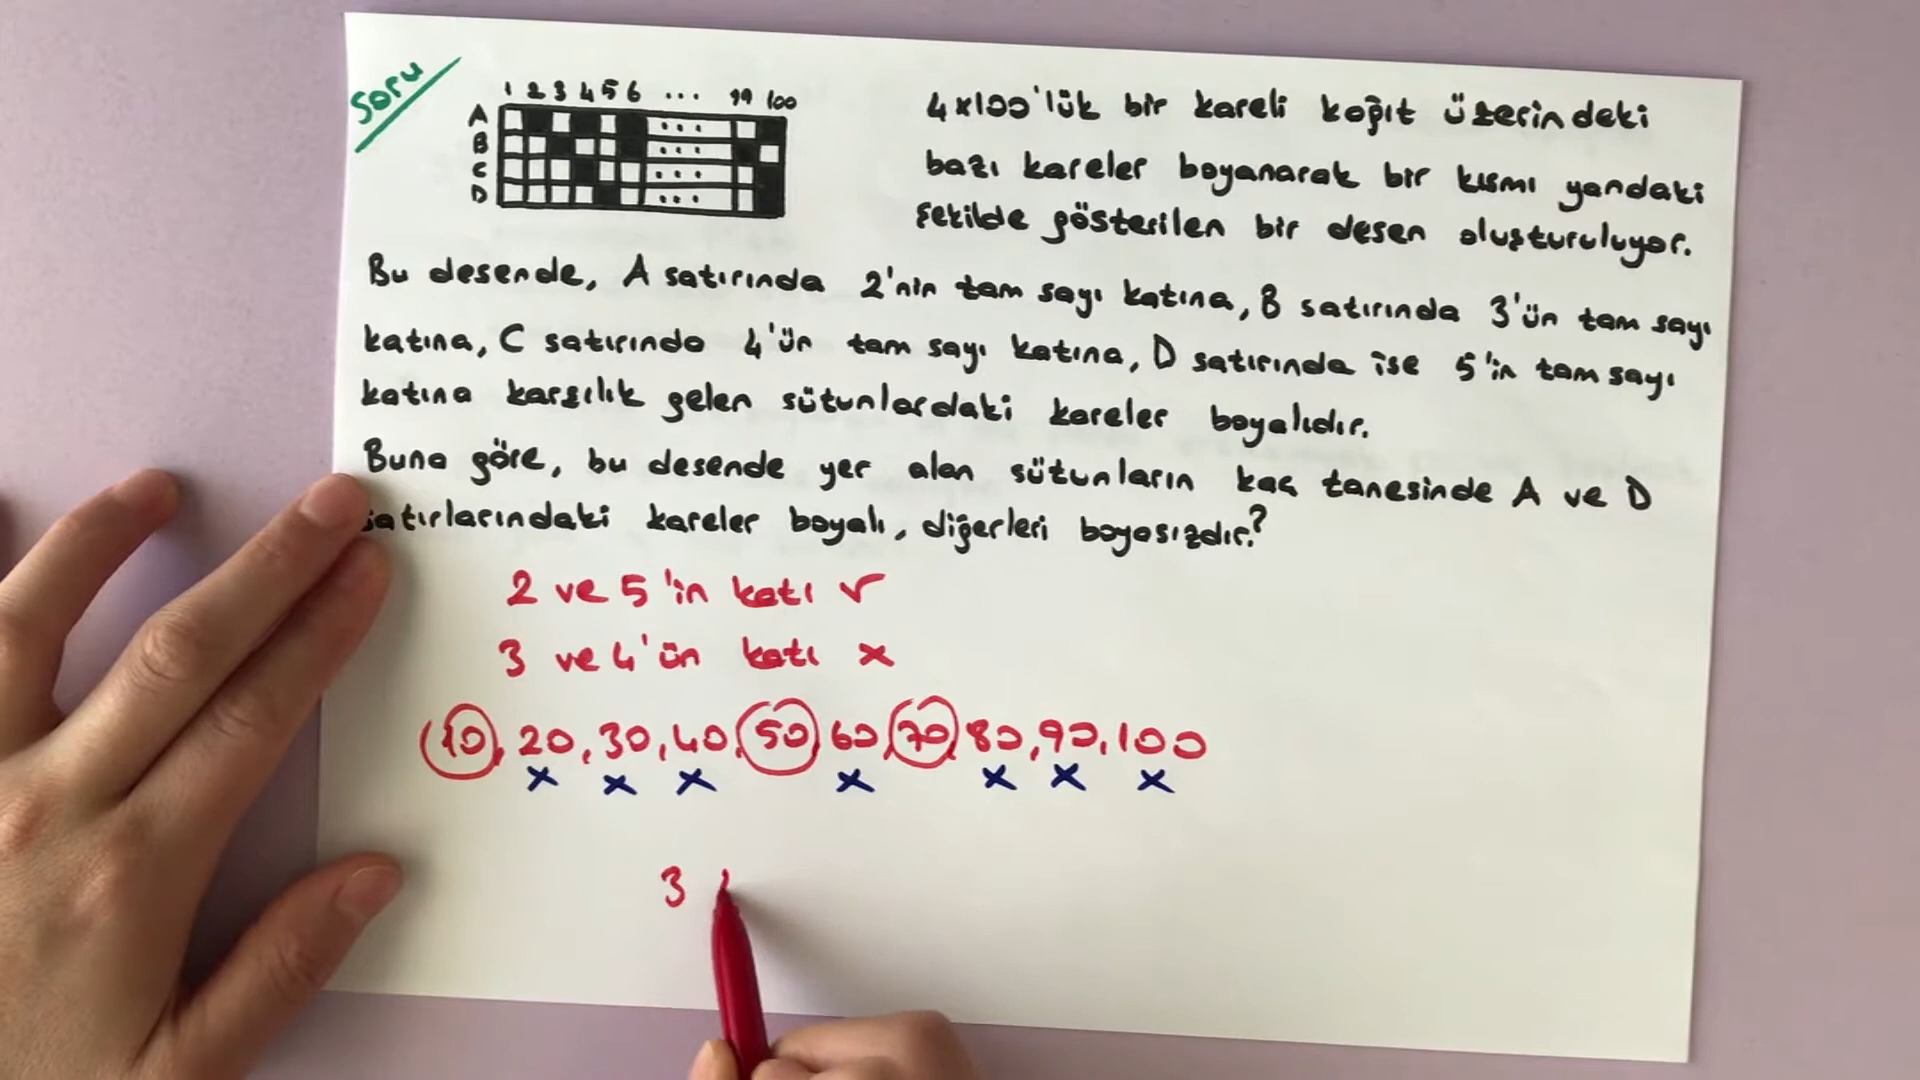 Soru
1 2 3 4 5 6 ... 99 100
A ...
B ...
C ...
D ...
4x100'lük bir kareli kağıt üzerindeki
bazı kareler boyanarak bir kısmı yandaki
şekilde gösterilen bir desen oluşturuluyor.
Bu desende, A satırında 2'nin tam sayı katına, B satırında 3'ün tam sayı
katına, C satırında 4'ün tam sayı katına, D satırında ise 5'in tam sayı
katına karşılık gelen sütunlardaki kareler boyalıdır.
Buna göre, bu desende yer alan sütunların kaç tanesinde A ve D
satırlarındaki kareler boyalı, diğerleri boyasızdır?
2 ve 5'in katı ✓
3 ve 4'ün katı x
10, 20, 30, 40, 50, 60, 70, 80, 90, 100
x x x x x x x
3